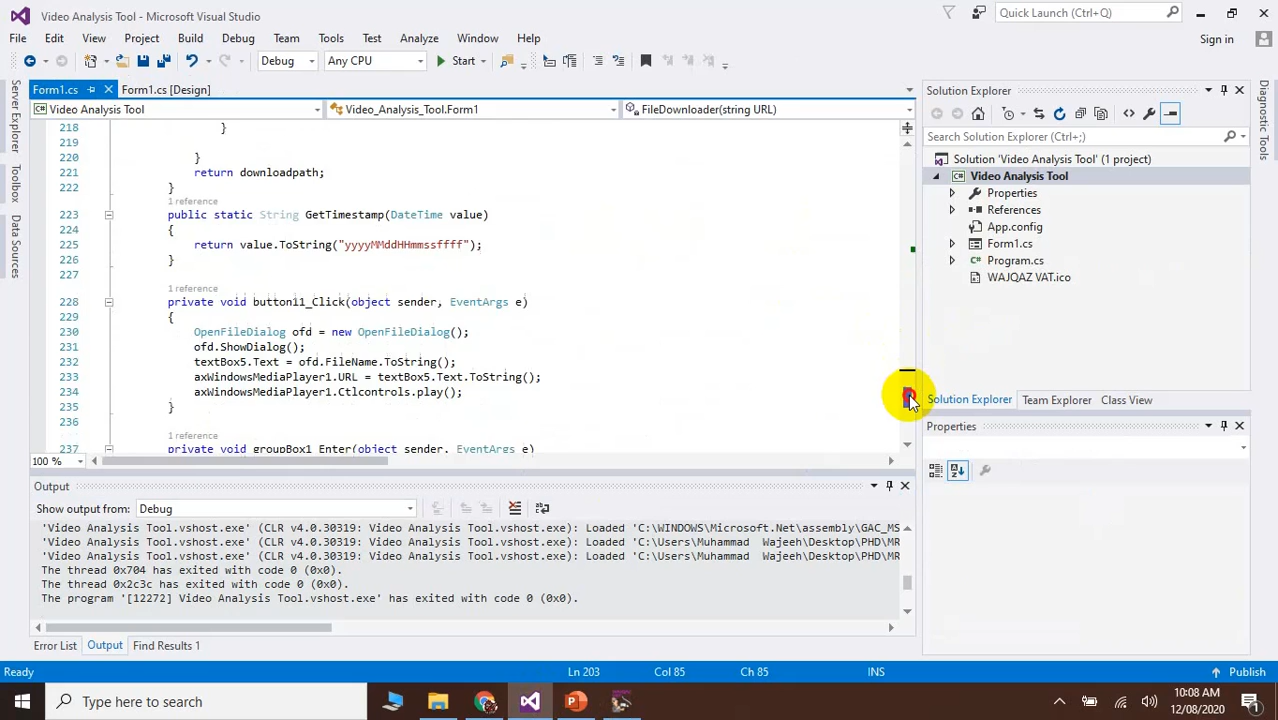 Video Analysis Tool - Microsoft Visual Studio
Quick Launch (Ctrl+Q)
File Edit View Project Build Debug Team Tools Test Analyze Window Help
Sign in
Debug Any CPU Start
Form1.cs Form1.cs [Design]
Video Analysis Tool Video_Analysis_Tool.Form1 FileDownloader(string URL)
Server Explorer
Toolbox
Data Sources
218 }
219
220 }
221 return downloadpath;
222 }
1 reference
223 public static String GetTimestamp(DateTime value)
224 {
225 return value.ToString("yyyyMMddHHmmssffff");
226 }
227
1 reference
228 private void button11_Click(object sender, EventArgs e)
229 {
230 OpenFileDialog ofd = new OpenFileDialog();
231 ofd.ShowDialog();
232 textBox5.Text = ofd.FileName.ToString();
233 axWindowsMediaPlayer1.URL = textBox5.Text.ToString();
234 axWindowsMediaPlayer1.Ctlcontrols.play();
235 }
236
1 reference
237 private void groupBox1_Enter(object sender, EventArgs e)
100 %
Output
Show output from: Debug
'Video Analysis Tool.vshost.exe' (CLR v4.0.30319: Video Analysis Tool.vshost.exe): Loaded 'C:\WINDOWS\Microsoft.Net\assembly\GAC_MS
'Video Analysis Tool.vshost.exe' (CLR v4.0.30319: Video Analysis Tool.vshost.exe): Loaded 'C:\Users\Muhammad Wajeeh\Desktop\PHD\MR
'Video Analysis Tool.vshost.exe' (CLR v4.0.30319: Video Analysis Tool.vshost.exe): Loaded 'C:\Users\Muhammad Wajeeh\Desktop\PHD\MR
The thread 0x704 has exited with code 0 (0x0).
The thread 0x2c3c has exited with code 0 (0x0).
The program '[12272] Video Analysis Tool.vshost.exe' has exited with code 0 (0x0).
Error List Output Find Results 1
Solution Explorer
Search Solution Explorer (Ctrl+;)
Solution 'Video Analysis Tool' (1 project)
C# Video Analysis Tool
Properties
References
App.config
Form1.cs
C# Program.cs
WAJQAZ VAT.ico
Solution Explorer Team Explorer Class View
Properties
Diagnostic Tools
Ready Ln 203 Col 85 Ch 85 INS Publish
Type here to search
10:08 AM
12/08/2020
1